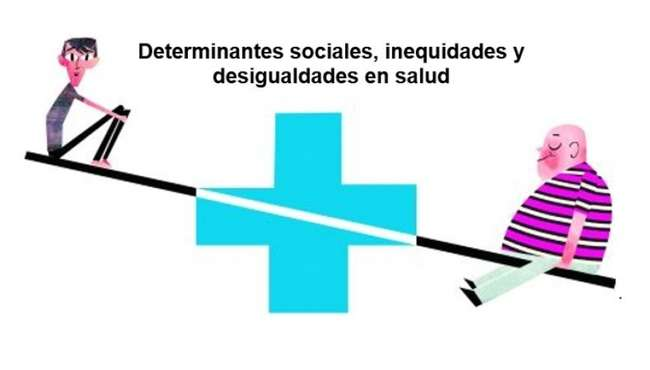 Determinantes sociales, inequidades y
desigualdades en salud
.